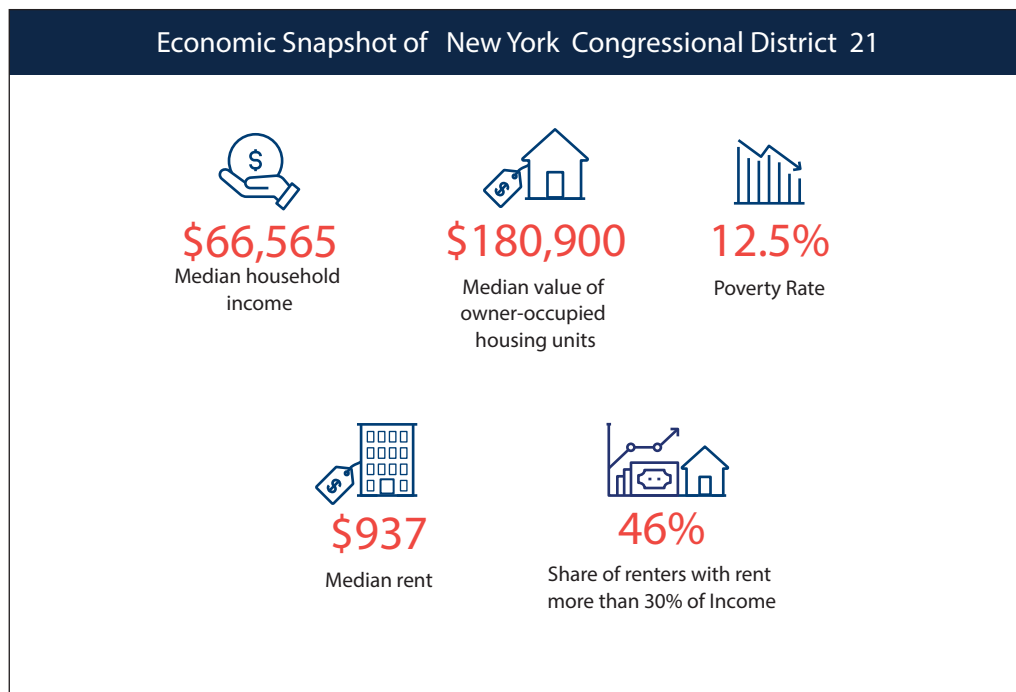 Economic Snapshot of New York Congressional District 21
$
$66,565
Median household
income
$
$180,900
Median value of
owner-occupied
housing units
12.5%
Poverty Rate
$
$937
Median rent
46%
Share of renters with rent
more than 30% of Income